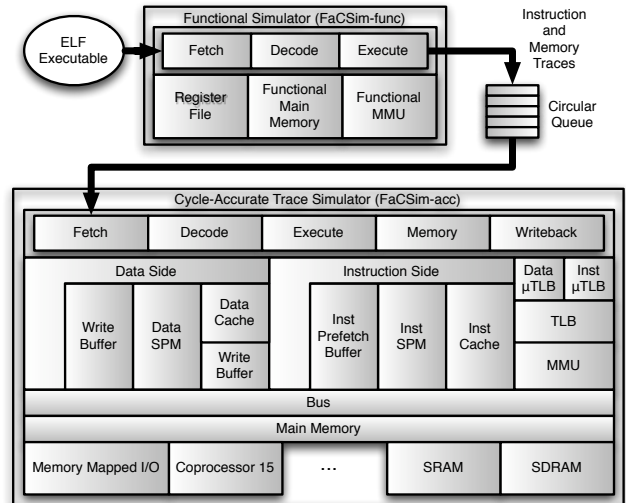 Functional Simulator (FaCSim-func)
Instruction
and
Memory
Traces
ELF
Executable
Fetch
Decode
Execute
Register
File
Functional
Main
Memory
Functional
MMU
Circular
Queue
Cycle-Accurate Trace Simulator (FaCSim-acc)
Fetch
Decode
Execute
Memory
Writeback
Data Side
Instruction Side
Data
µTLB
Inst
µTLB
Write
Buffer
Data
SPM
Data
Cache
Write
Buffer
Inst
Prefetch
Buffer
Inst
SPM
Inst
Cache
TLB
MMU
Bus
Main Memory
Memory Mapped I/O
Coprocessor 15
...
SRAM
SDRAM